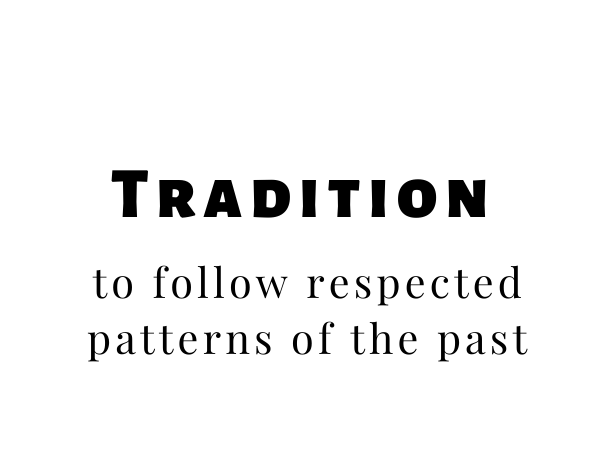 Tradition
to follow respected
patterns of the past